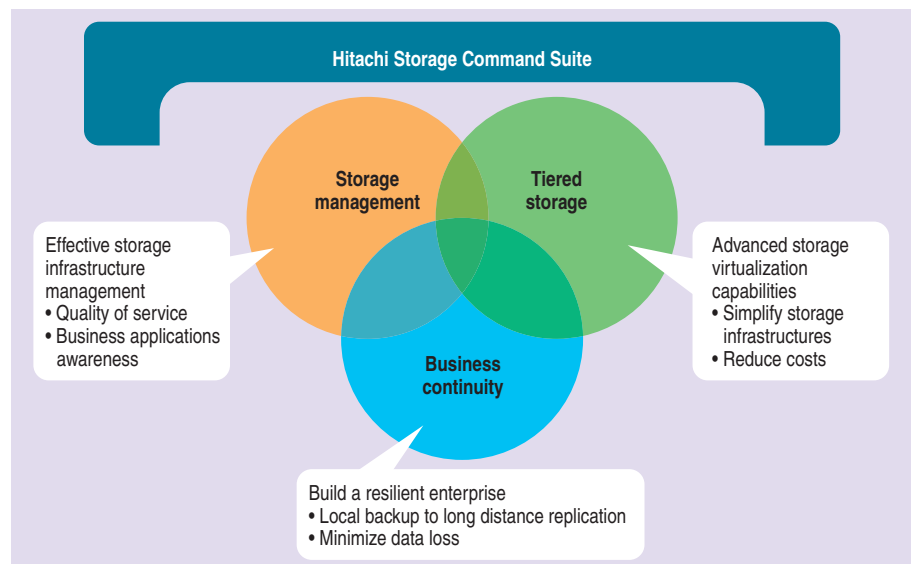 Hitachi Storage Command Suite
Storage
management
Tiered
storage
Effective storage
infrastructure
management
• Quality of service
• Business applications
awareness
Advanced storage
virtualization
capabilities
• Simplify storage
infrastructures
• Reduce costs
Business
continuity
Build a resilient enterprise
• Local backup to long distance replication
• Minimize data loss